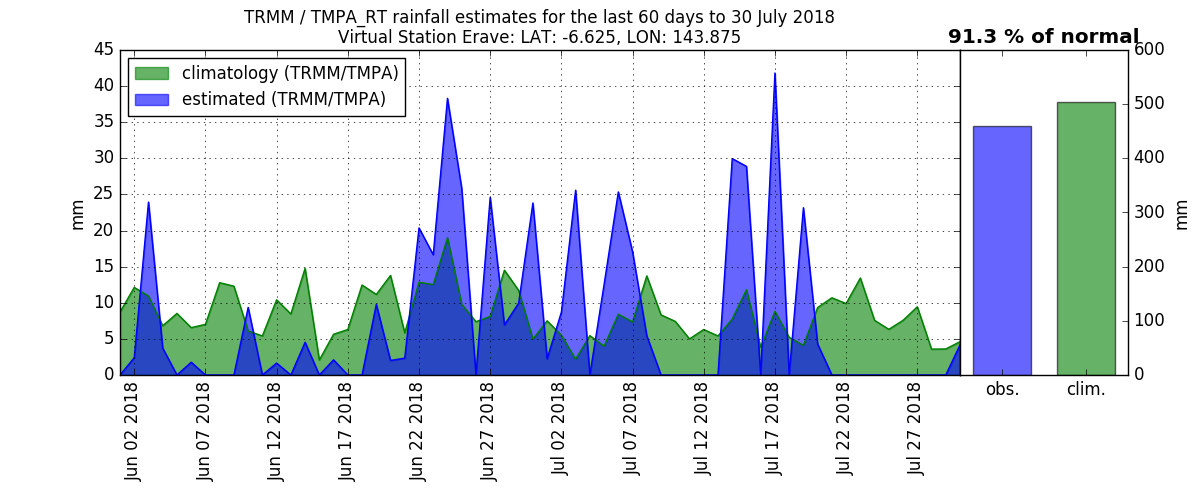 TRMM / TMPA_RT rainfall estimates for the last 60 days to 30 July 2018
Virtual Station Erave: LAT: -6.625, LON: 143.875
91.3 % of normal
climatology (TRMM/TMPA)
estimated (TRMM/TMPA)
45
40
35
30
25
20
15
10
5
0
mm
Jun 02 2018
Jun 07 2018
Jun 12 2018
Jun 17 2018
Jun 22 2018
Jun 27 2018
Jul 02 2018
Jul 07 2018
Jul 12 2018
Jul 17 2018
Jul 22 2018
Jul 27 2018
obs.
clim.
600
500
400
300
200
100
0
mm